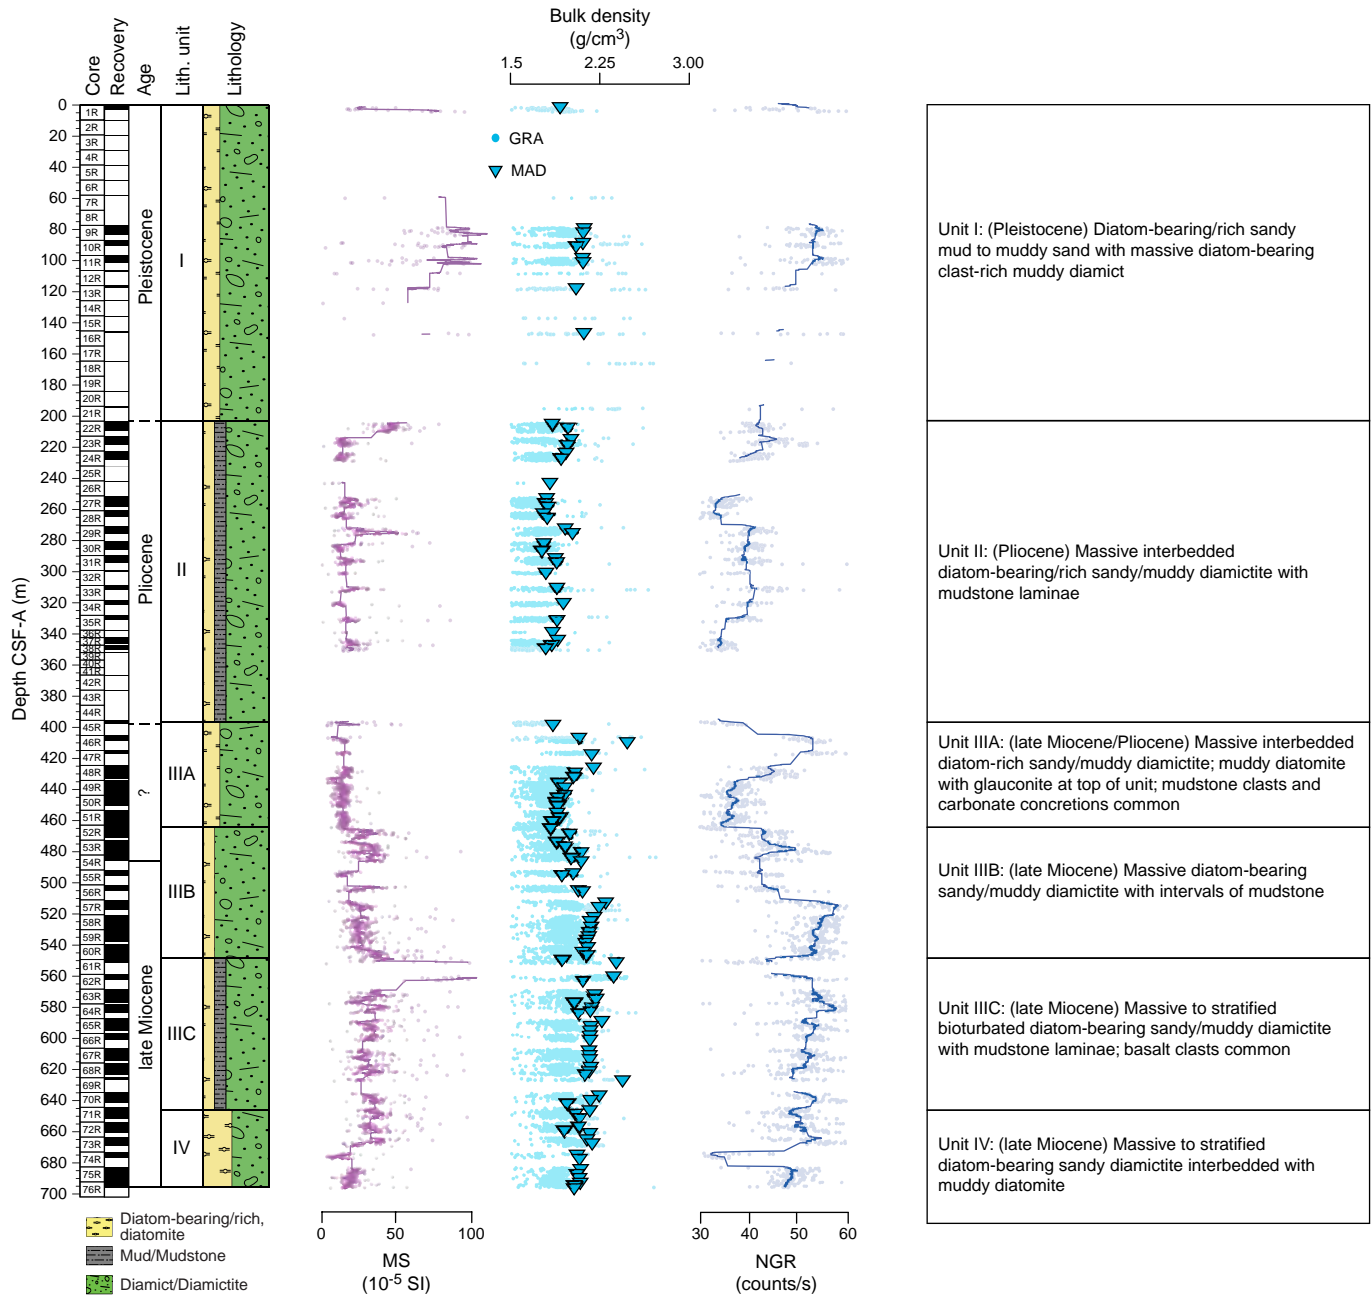 Bulk density
(g/cm3)
1.5 2.25 3.00
Core
Recovery
Age
Lith. unit
Lithology
Depth CSF-A (m)
0
20
40
60
80
100
120
140
160
180
200
220
240
260
280
300
320
340
360
380
400
420
440
460
480
500
520
540
560
580
600
620
640
660
680
700
1R
2R
3R
4R
5R
6R
7R
8R
9R
10R
11R
12R
13R
14R
15R
16R
17R
18R
19R
20R
21R
22R
23R
24R
25R
26R
27R
28R
29R
30R
31R
32R
33R
34R
35R
36R
37R
38R
39R
40R
41R
42R
43R
44R
45R
46R
47R
48R
49R
50R
51R
52R
53R
54R
55R
56R
57R
58R
59R
60R
61R
62R
63R
64R
65R
66R
67R
68R
69R
70R
71R
72R
73R
74R
75R
76R
Pleistocene
Pliocene
?
late Miocene
I
II
IIIA
IIIB
IIIC
IV
GRA
MAD
Unit I: (Pleistocene) Diatom-bearing/rich sandy
mud to muddy sand with massive diatom-bearing
clast-rich muddy diamict
Unit II: (Pliocene) Massive interbedded
diatom-bearing/rich sandy/muddy diamictite with
mudstone laminae
Unit IIIA: (late Miocene/Pliocene) Massive interbedded
diatom-rich sandy/muddy diamictite; muddy diatomite
with glauconite at top of unit; mudstone clasts and
carbonate concretions common
Unit IIIB: (late Miocene) Massive diatom-bearing
sandy/muddy diamictite with intervals of mudstone
Unit IIIC: (late Miocene) Massive to stratified
bioturbated diatom-bearing sandy/muddy diamictite
with mudstone laminae; basalt clasts common
Unit IV: (late Miocene) Massive to stratified
diatom-bearing sandy diamictite interbedded with
muddy diatomite
0 50 100
MS
(10-5 SI)
30 40 50 60
NGR
(counts/s)
Diatom-bearing/rich,
diatomite
Mud/Mudstone
Diamict/Diamictite